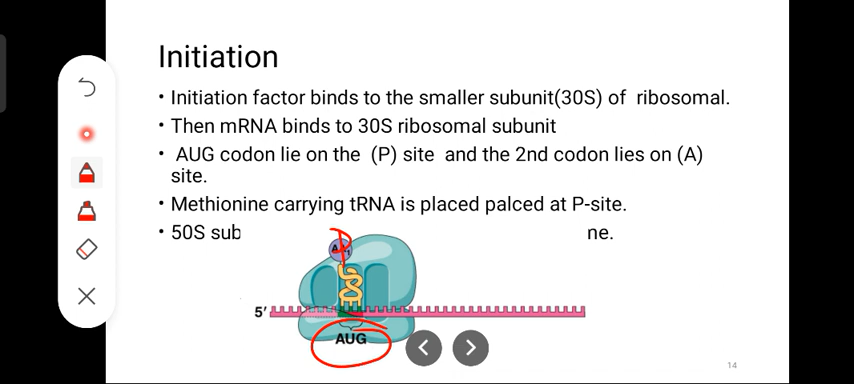 Initiation
• Initiation factor binds to the smaller subunit(30S) of ribosomal.
• Then mRNA binds to 30S ribosomal subunit
• AUG codon lie on the (P) site and the 2nd codon lies on (A)
site.
• Methionine carrying tRNA is placed palced at P-site.
• 50S sub ne.
5′
AUG
14